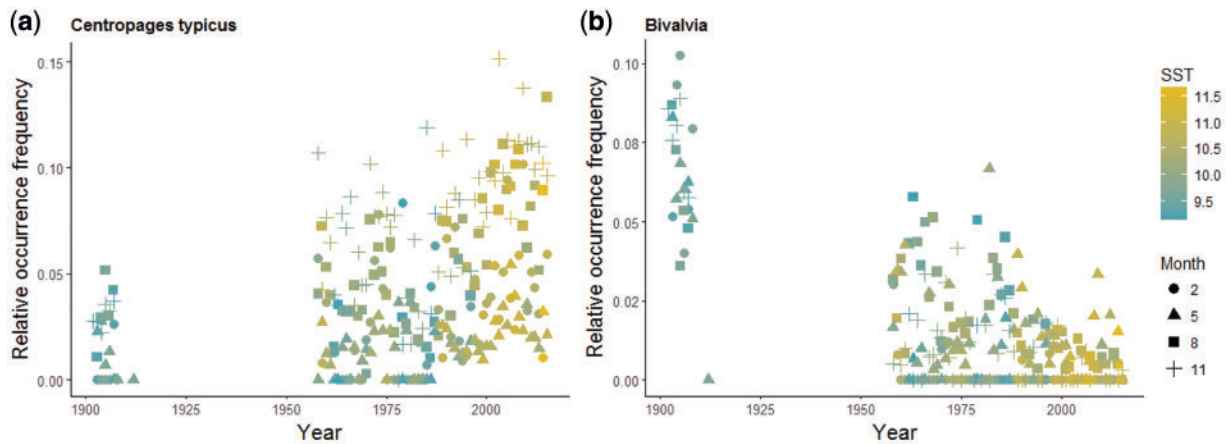 (a) Centropages typicus
Relative occurrence frequency
0.15
0.10
0.05
0.00
1900 1925 1950 1975 2000
Year
(b) Bivalvia
Relative occurrence frequency
0.10
0.08
0.05
0.02
0.00
1900 1925 1950 1975 2000
Year
SST
11.5
11.0
10.5
10.0
9.5
Month
2
5
8
11